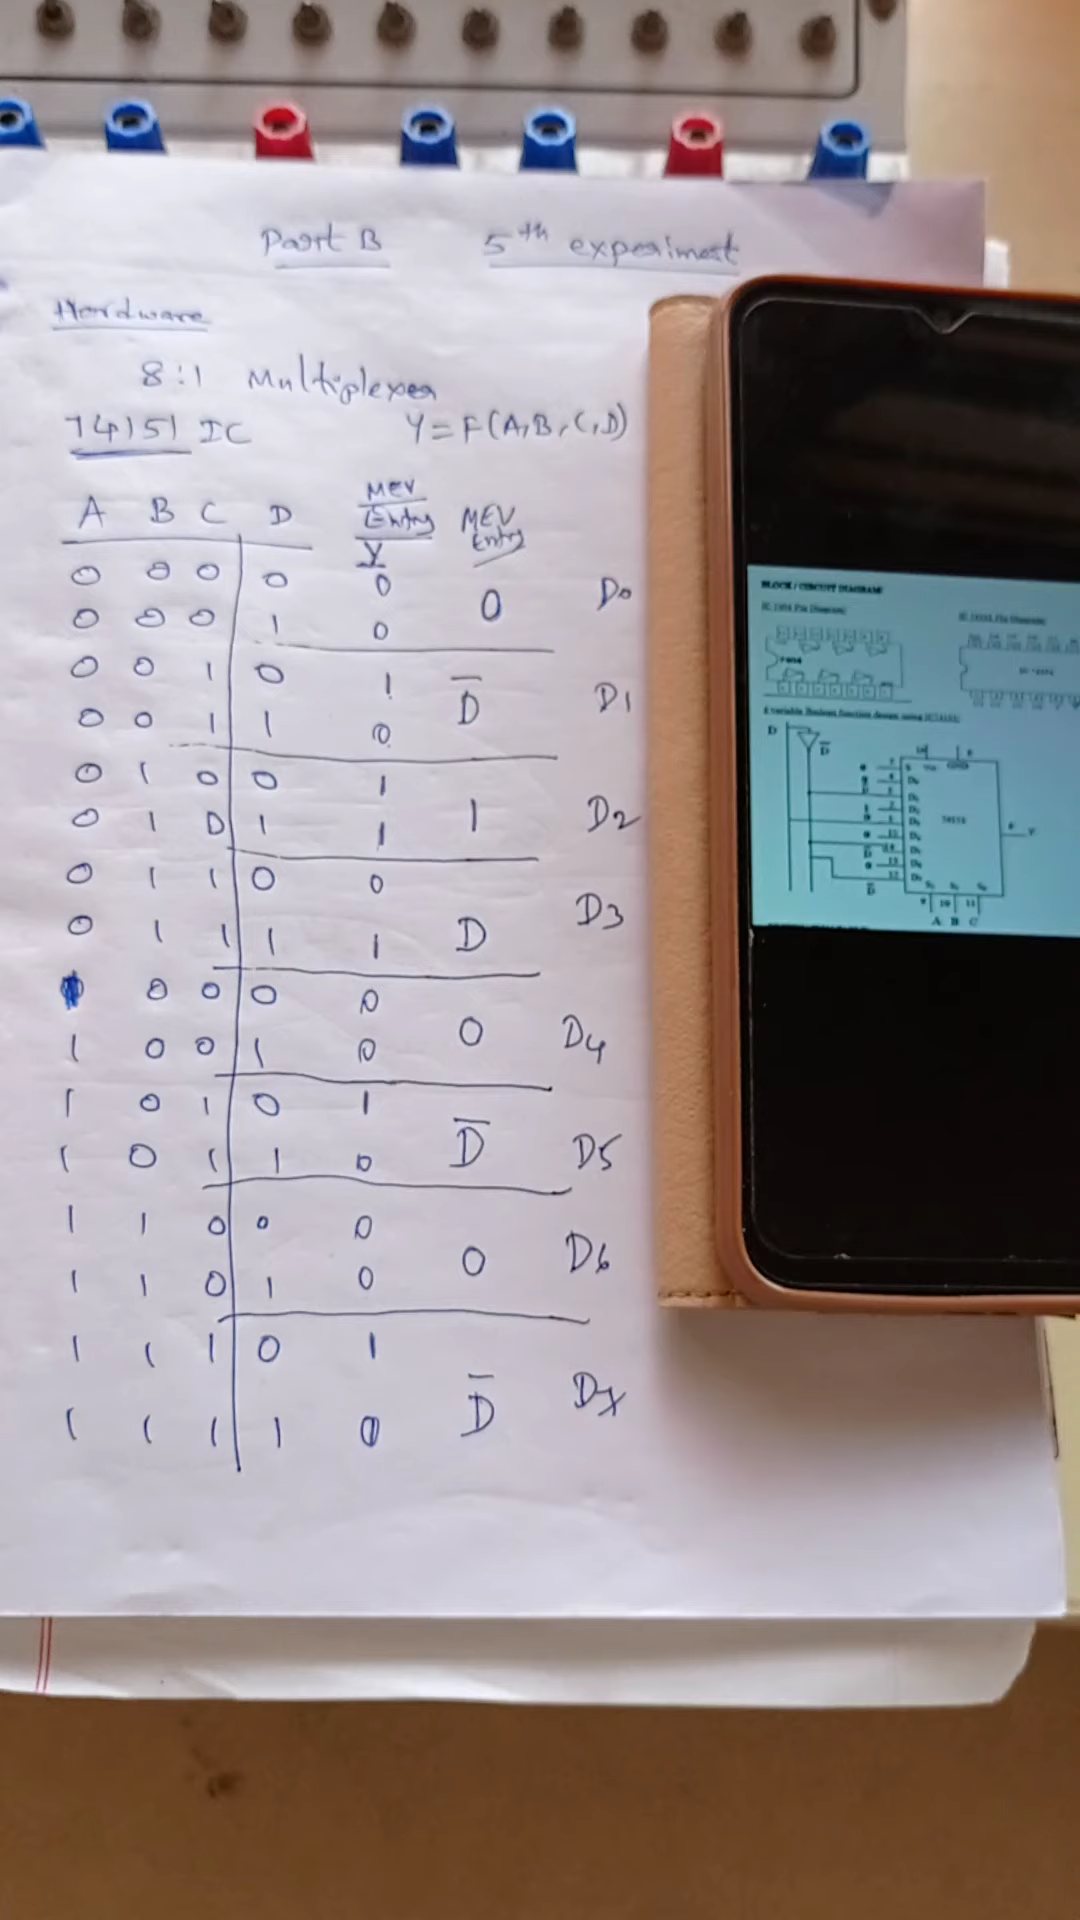 Part B 5th experiment
Hardware
8:1 Multiplexer
74151 IC Y=F(A,B,C,D)
A B C D MEV Entry Y MEV Entry
0 0 0 0 0 0 D0
0 0 0 1 0
0 0 1 0 1 D̅ D1
0 0 1 1 0
0 1 0 0 1 1 D2
0 1 0 1 1
0 1 1 0 0 D D3
0 1 1 1 1
0 0 0 0 0 D4
1 0 0 1 0
1 0 1 0 1 D̅ D5
1 0 1 1 0
1 1 0 0 0 0 D6
1 1 0 1 0
1 1 1 0 1 D̅ D7
1 1 1 1 0
BLOCK / CIRCUIT DIAGRAM
D D̅
A B C